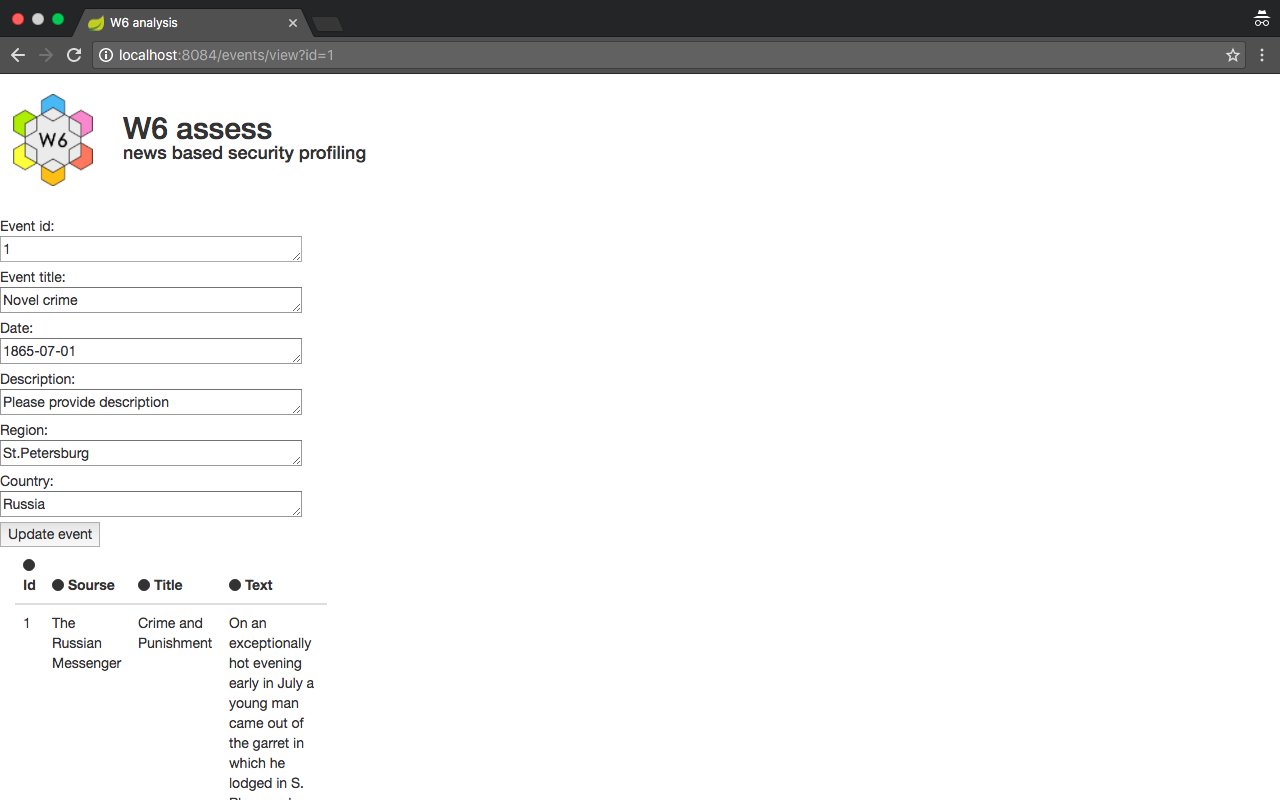 W6 analysis
localhost:8084/events/view?id=1
W6
W6 assess
news based security profiling
Event id:
1
Event title:
Novel crime
Date:
1865-07-01
Description:
Please provide description
Region:
St.Petersburg
Country:
Russia
Update event
Id Sourse Title Text
1 The Crime and On an
Russian Punishment exceptionally
Messenger hot evening
early in July a
young man
came out of
the garret in
which he
lodged in S.